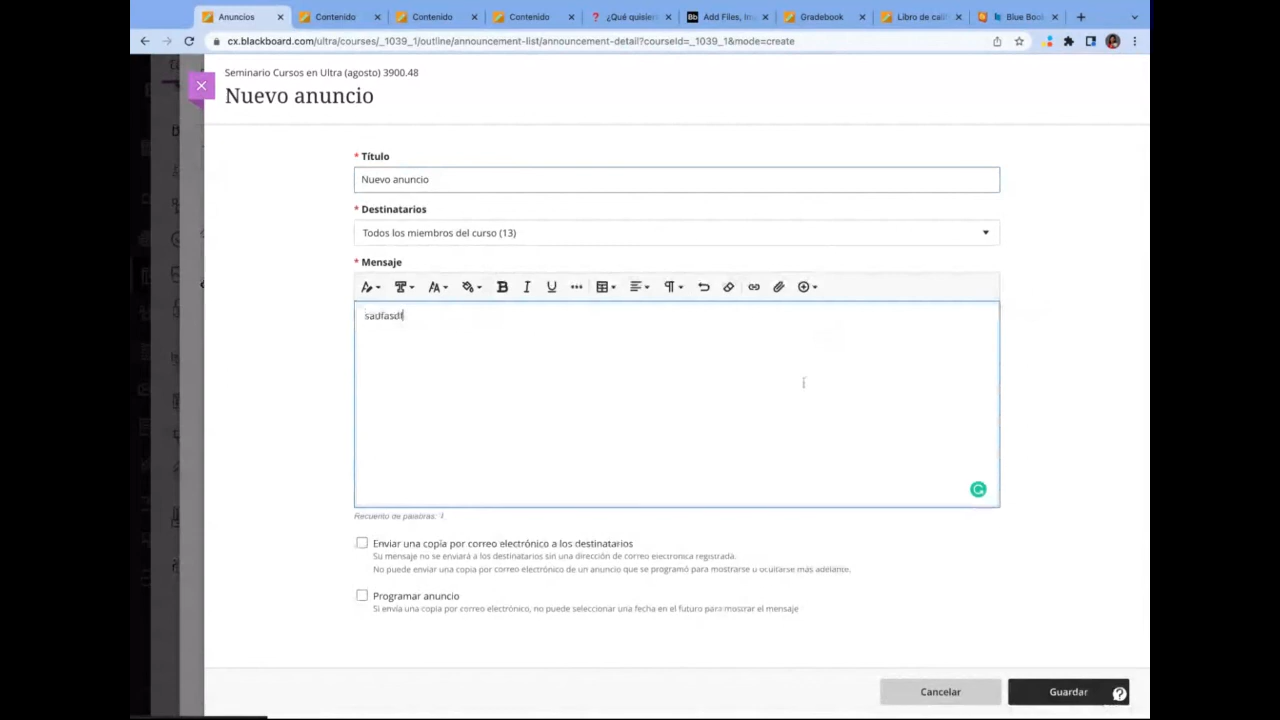 Anuncios
Contenido
Contenido
Contenido
¿Qué quisier
Add Files, Im
Gradebook
Libro de cali
Blue Boo
cx.blackboard.com/ultra/courses/_1039_1/outline/announcement-list/announcement-detail?courseId=_1039_1&mode=create
Seminario Cursos en Ultra (agosto) 3900.48
Nuevo anuncio
* Título
Nuevo anuncio
* Destinatarios
Todos los miembros del curso (13)
* Mensaje
sadfasdf
Recuento de palabras: 1
Enviar una copia por correo electrónico a los destinatarios
Su mensaje no se enviará a los destinatarios sin una dirección de correo electrónica registrada.
No puede enviar una copia por correo electrónico de un anuncio que se programó para mostrarse u ocultarse más adelante.
Programar anuncio
Si envía una copia por correo electrónico, no puede seleccionar una fecha en el futuro para mostrar el mensaje
Cancelar
Guardar